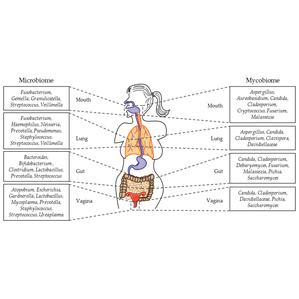 Microbiome
Mycobiome
Fusobacterium,
Gemella, Granulicatella,
Streptococcus, Veillonella
Mouth
Mouth
Aspergillus,
Aureobasidium, Candida,
Cladosporium,
Cryptococcus, Fusarium,
Malassezia
Fusobacterium,
Haemophilus, Neisseria,
Prevotella, Pseudomonas,
Staphylococcus,
Streptococcus, Veillonella
Lung
Lung
Aspergillus, Candida,
Cladosporium, Clavispora,
Davidiellaceae
Bacteroides,
Bifidobacterium,
Clostridium, Lactobacillus,
Prevotella, Streptococcus
Gut
Gut
Candida, Cladosporium,
Debaryomyces, Fusarium,
Malassezia, Pichia,
Saccharomyces
Atopobium, Escherichia,
Gardnerella, Lactobacillus,
Mycoplasma, Prevotella,
Staphylococcus,
Streptococcus, Ureaplasma
Vagina
Vagina
Candida, Cladosporium,
Davidiellaceae, Pichia,
Saccharomyces